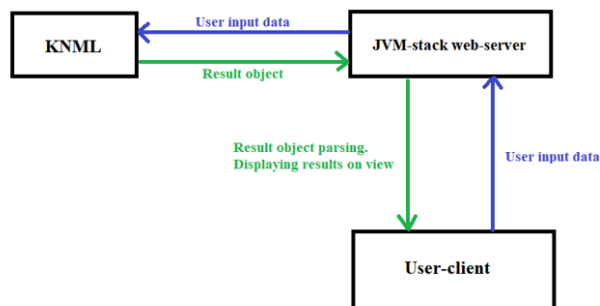 User input data
KNML
JVM-stack web-server
Result object
Result object parsing.
Displaying results on view
User input data
User-client